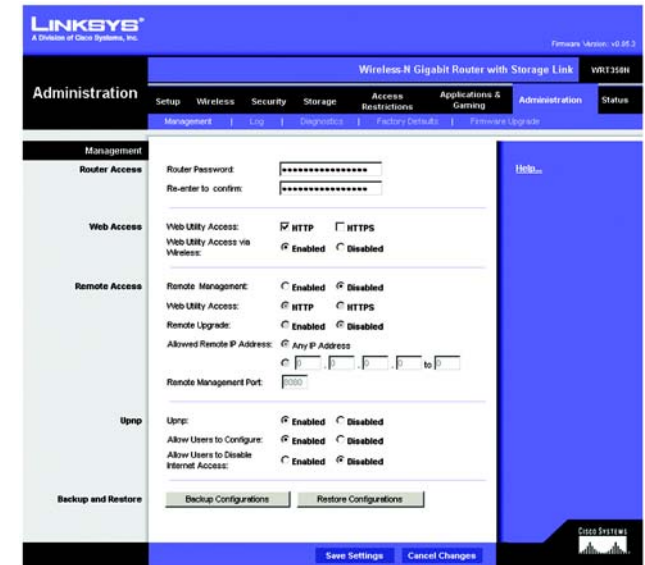 LINKSYS®
A Division of Cisco Systems, Inc.
Firmware Version: v0.05.3
Wireless-N Gigabit Router with Storage Link WRT350N
Administration
Setup Wireless Security Storage Access Restrictions Applications & Gaming Administration Status
Management | Log | Diagnostics | Factory Defaults | Firmware Upgrade
Management
Router Access
Router Password:
Re-enter to confirm:
Help...
Web Access
Web Utility Access: HTTP HTTPS
Web Utility Access via
Wireless: Enabled Disabled
Remote Access
Remote Management: Enabled Disabled
Web Utility Access: HTTP HTTPS
Remote Upgrade: Enabled Disabled
Allowed Remote IP Address: Any IP Address
0 . 0 . 0 . 0 to 0
Remote Management Port: 8080
Upnp
Upnp: Enabled Disabled
Allow Users to Configure: Enabled Disabled
Allow Users to Disable
Internet Access: Enabled Disabled
Backup and Restore
Backup Configurations Restore Configurations
Save Settings Cancel Changes
CISCO SYSTEMS